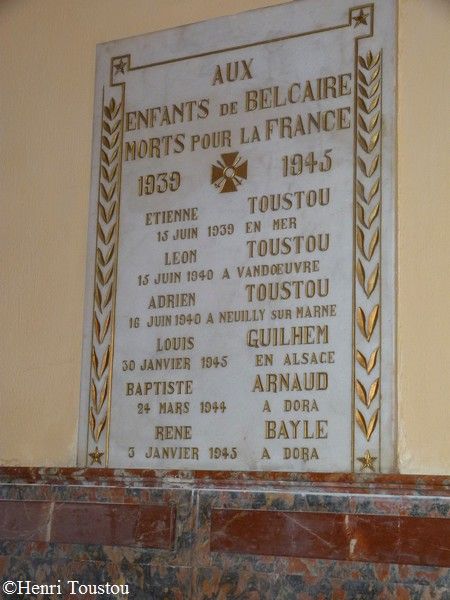 AUX
ENFANTS DE BELCAIRE
MORTS POUR LA FRANCE
1939 1945
ETIENNE TOUSTOU
15 JUIN 1939 EN MER
LEON TOUSTOU
15 JUIN 1940 A VANDŒUVRE
ADRIEN TOUSTOU
16 JUIN 1940 A NEUILLY SUR MARNE
LOUIS GUILHEM
30 JANVIER 1945 EN ALSACE
BAPTISTE ARNAUD
24 MARS 1944 A DORA
RENE BAYLE
3 JANVIER 1945 A DORA
©Henri Toustou